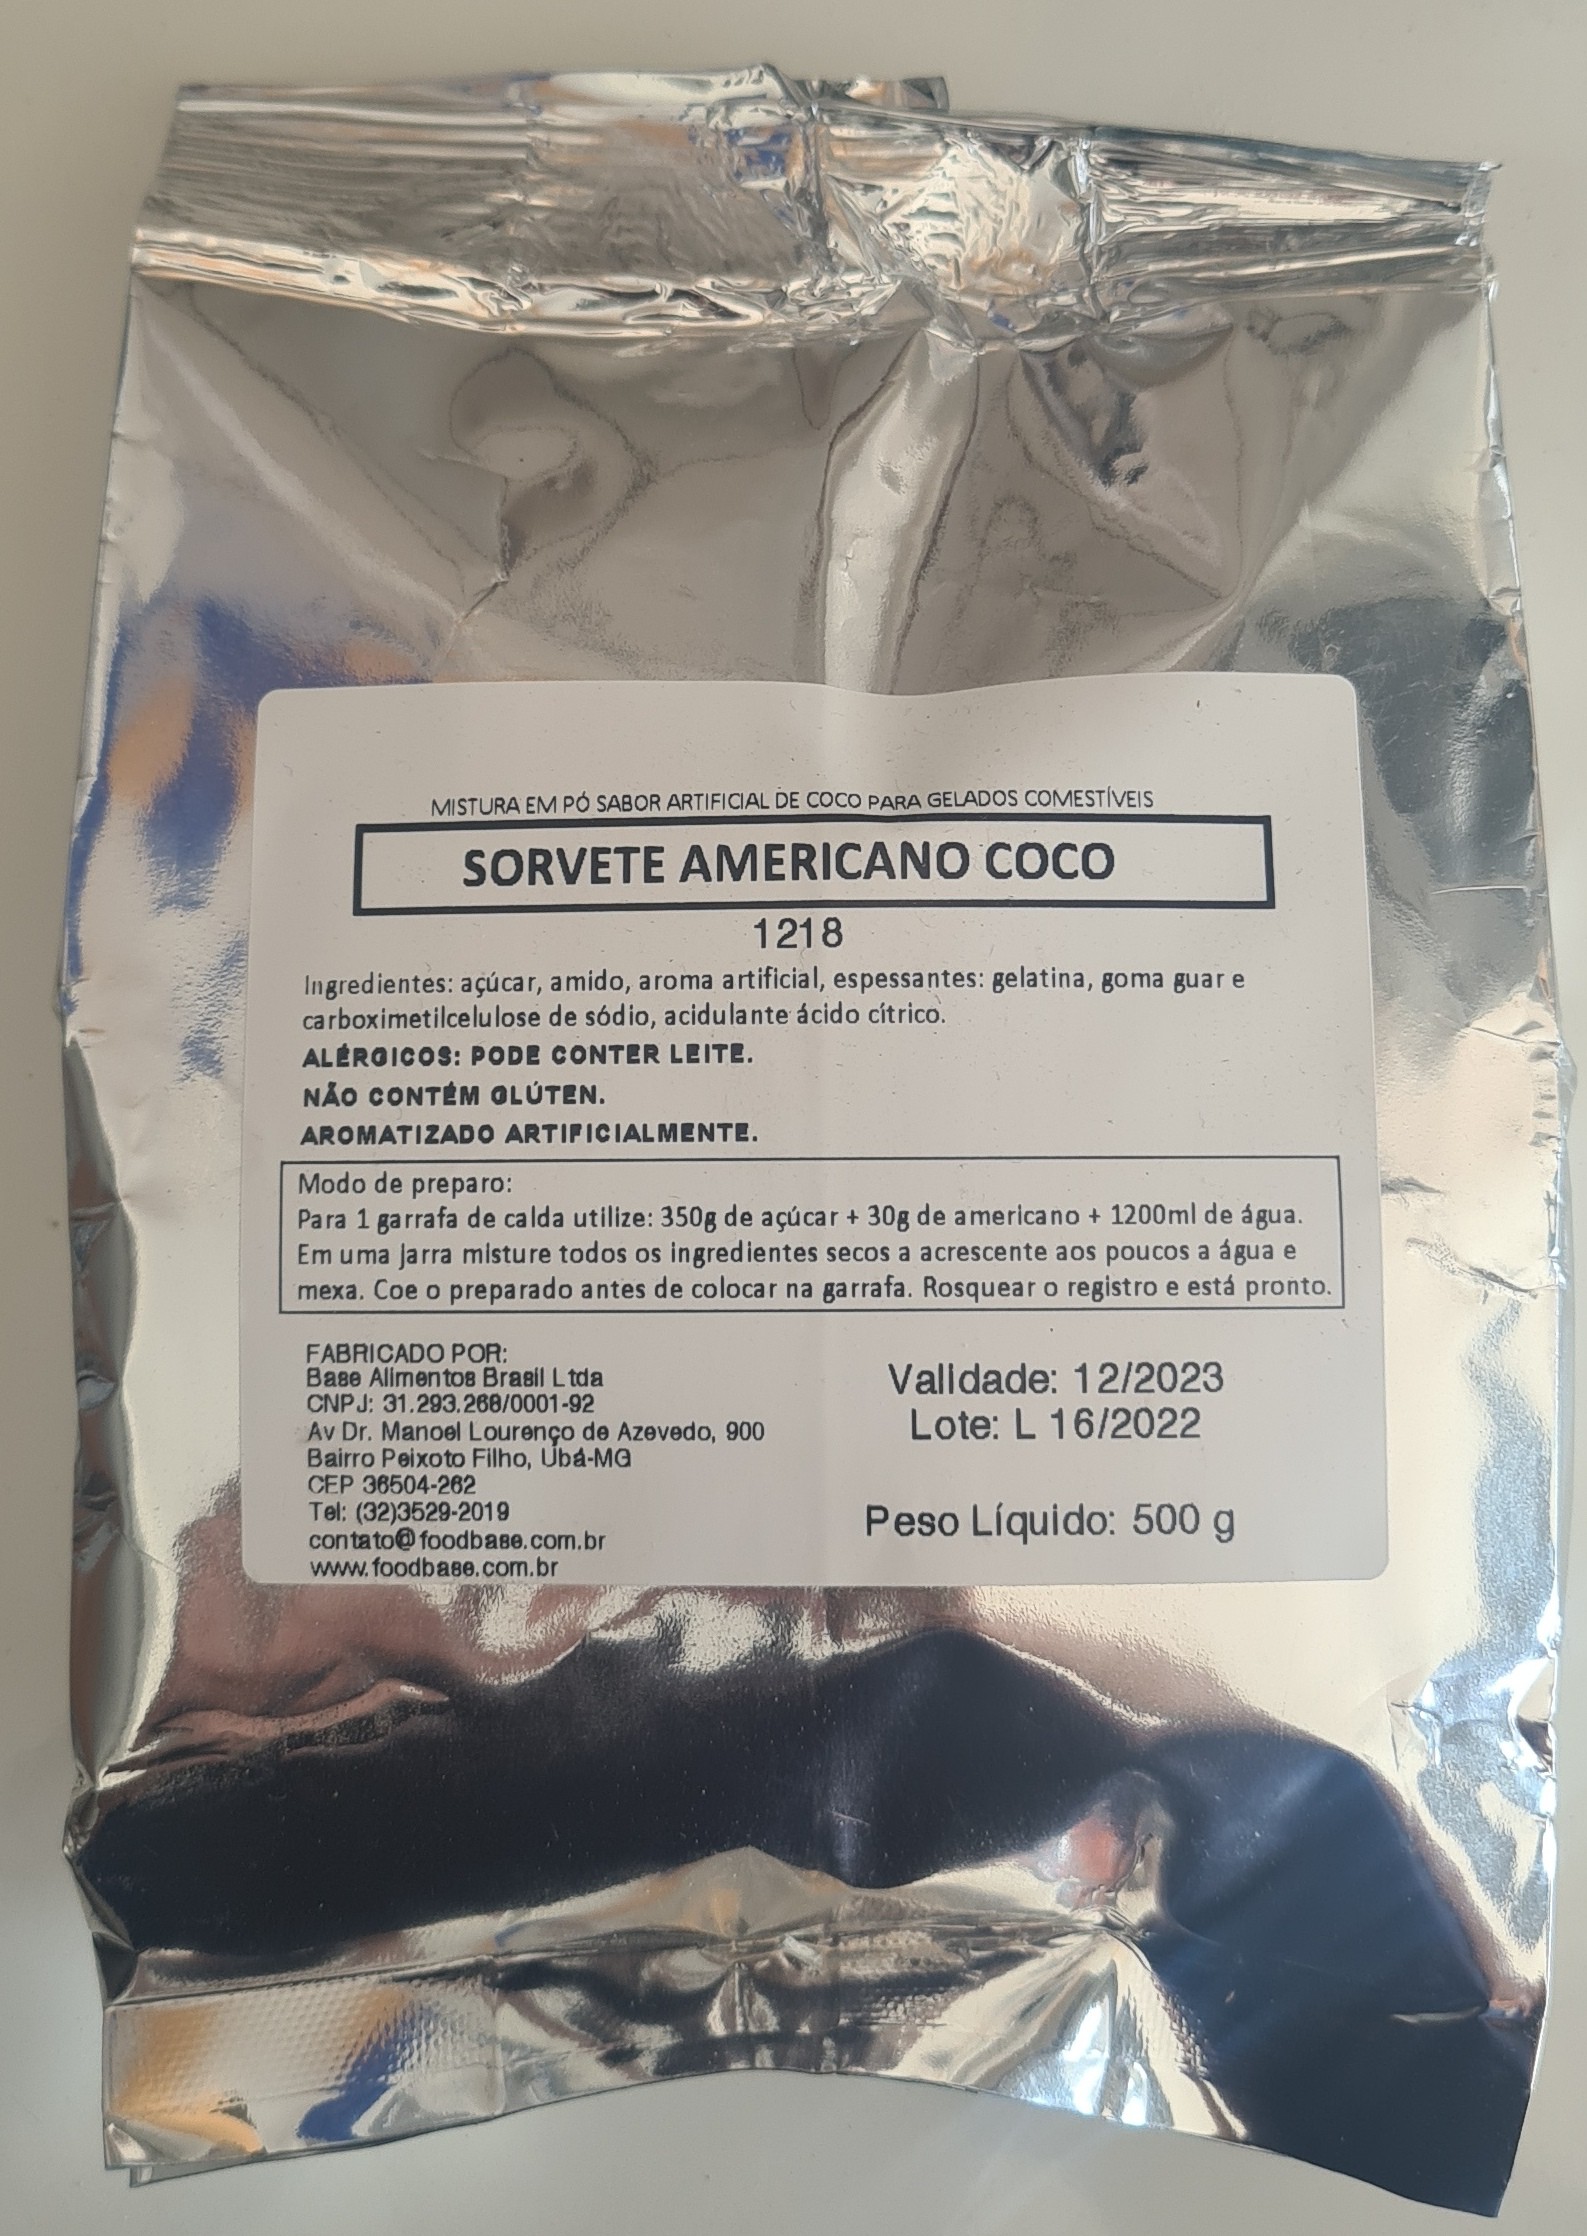 MISTURA EM PÓ SABOR ARTIFICIAL DE COCO PARA GELADOS COMESTÍVEIS
SORVETE AMERICANO COCO
1218
Ingredientes: açúcar, amido, aroma artificial, espessantes: gelatina, goma guar e
carboximetilcelulose de sódio, acidulante ácido cítrico.
ALÉRGICOS: PODE CONTER LEITE.
NÃO CONTÉM GLÚTEN.
AROMATIZADO ARTIFICIALMENTE.
Modo de preparo:
Para 1 garrafa de calda utilize: 350g de açúcar + 30g de americano + 1200ml de água.
Em uma jarra misture todos os ingredientes secos a acrescente aos poucos a água e
mexa. Coe o preparado antes de colocar na garrafa. Rosquear o registro e está pronto.
FABRICADO POR:
Base Alimentos Brasil Ltda
CNPJ: 31.293.268/0001-92
Av Dr. Manoel Lourenço de Azevedo, 900
Bairro Peixoto Filho, Ubá-MG
CEP 36504-262
Tel: (32)3529-2019
contato@foodbase.com.br
www.foodbase.com.br
Validade: 12/2023
Lote: L 16/2022
Peso Líquido: 500 g